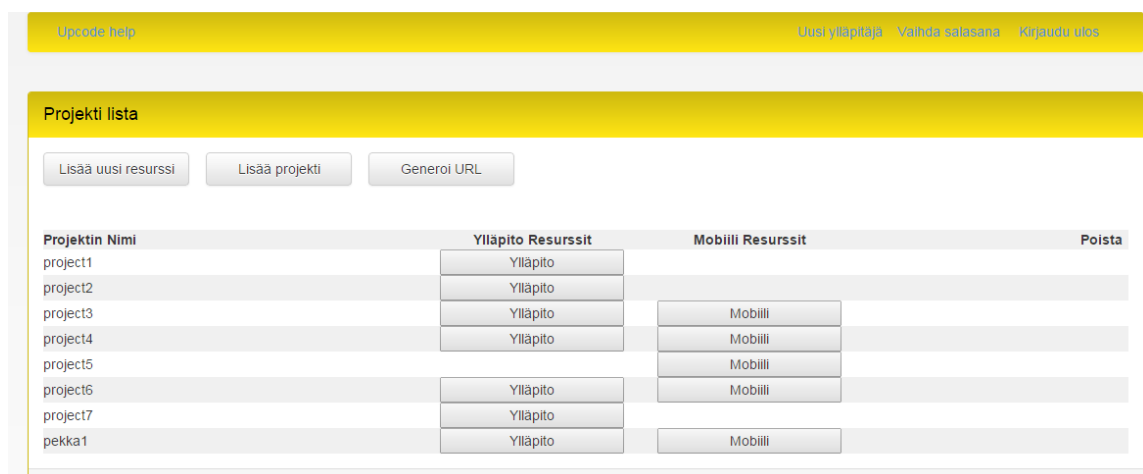 Upcode help Uusi ylläpitäjä Vaihda salasana Kirjaudu ulos
Projekti lista
Lisää uusi resurssi Lisää projekti Generoi URL
Projektin Nimi Ylläpito Resurssit Mobiili Resurssit Poista
project1 Ylläpito
project2 Ylläpito
project3 Ylläpito Mobiili
project4 Ylläpito Mobiili
project5 Mobiili
project6 Ylläpito Mobiili
project7 Ylläpito
pekka1 Ylläpito Mobiili